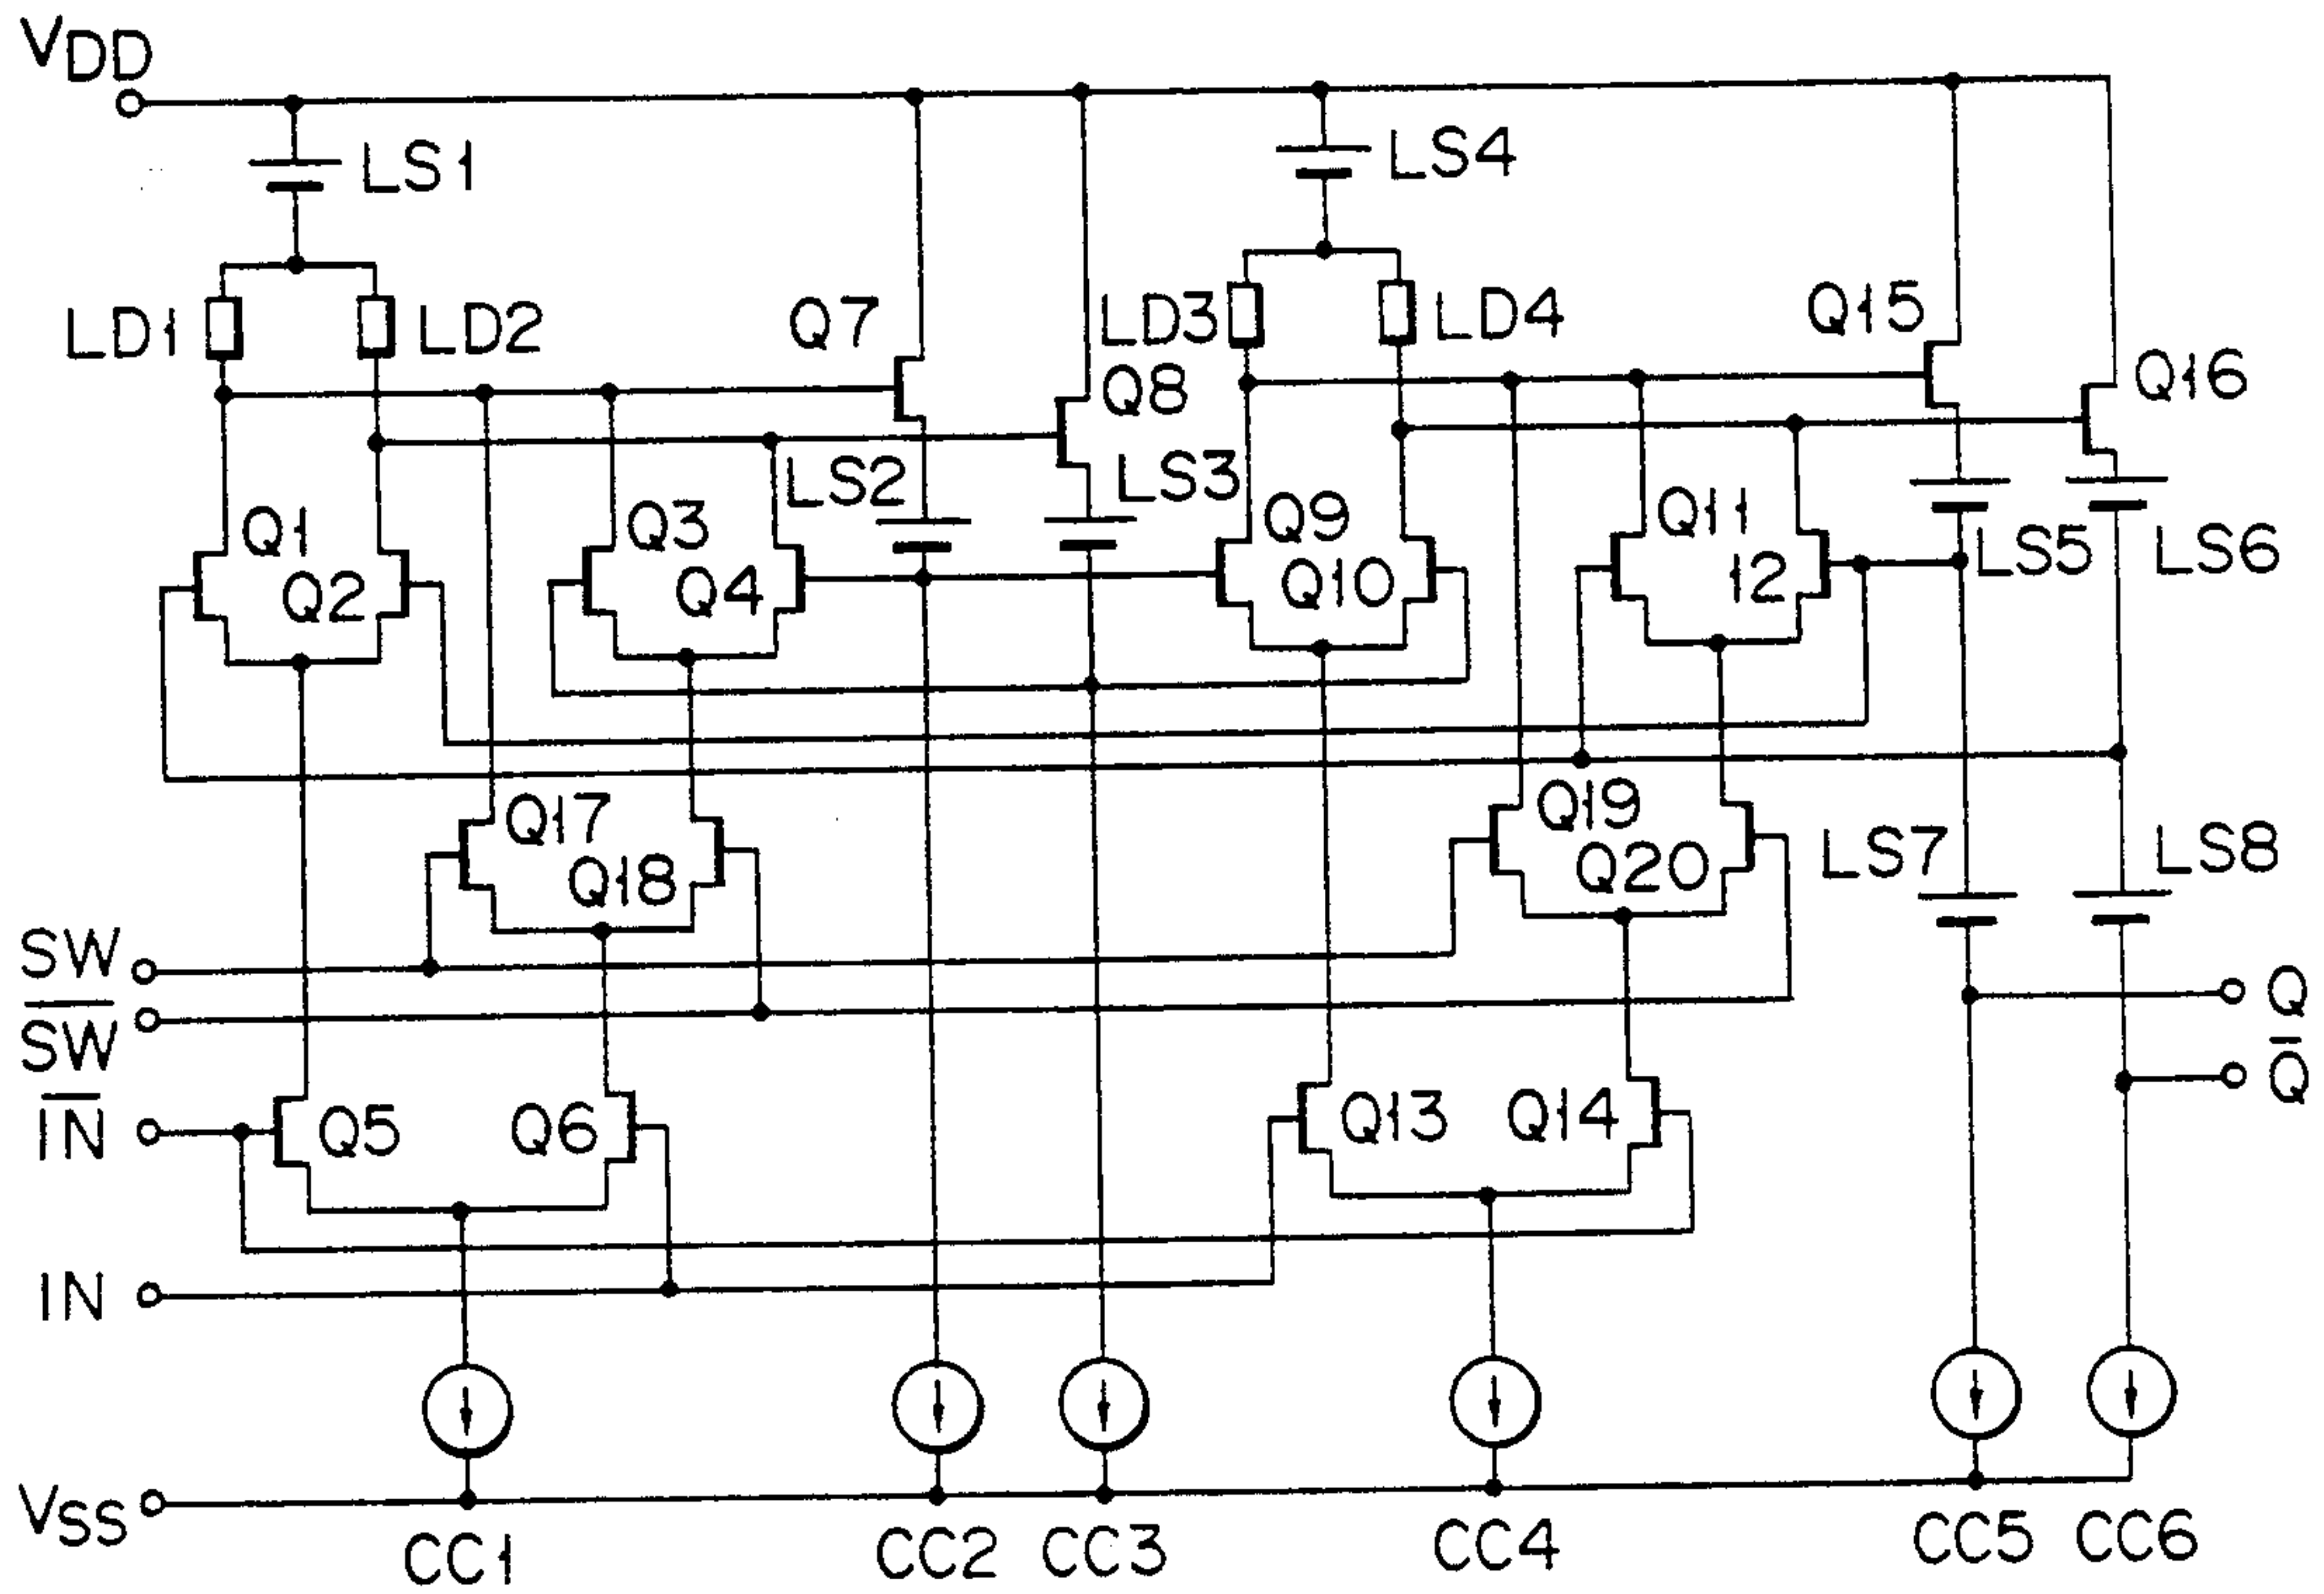 VDD
LS1
LS4
LD1
LD2
Q7
LD3
LD4
Q15
Q8
Q16
LS2
LS3
Q1
Q2
Q3
Q4
Q9
Q10
Q11
12
LS5
LS6
Q17
Q18
Q19
Q20
LS7
LS8
SW
S̅W̅
Q
Q̅
I̅N̅
Q5
Q6
Q13
Q14
IN
VSS
CC1
CC2
CC3
CC4
CC5
CC6